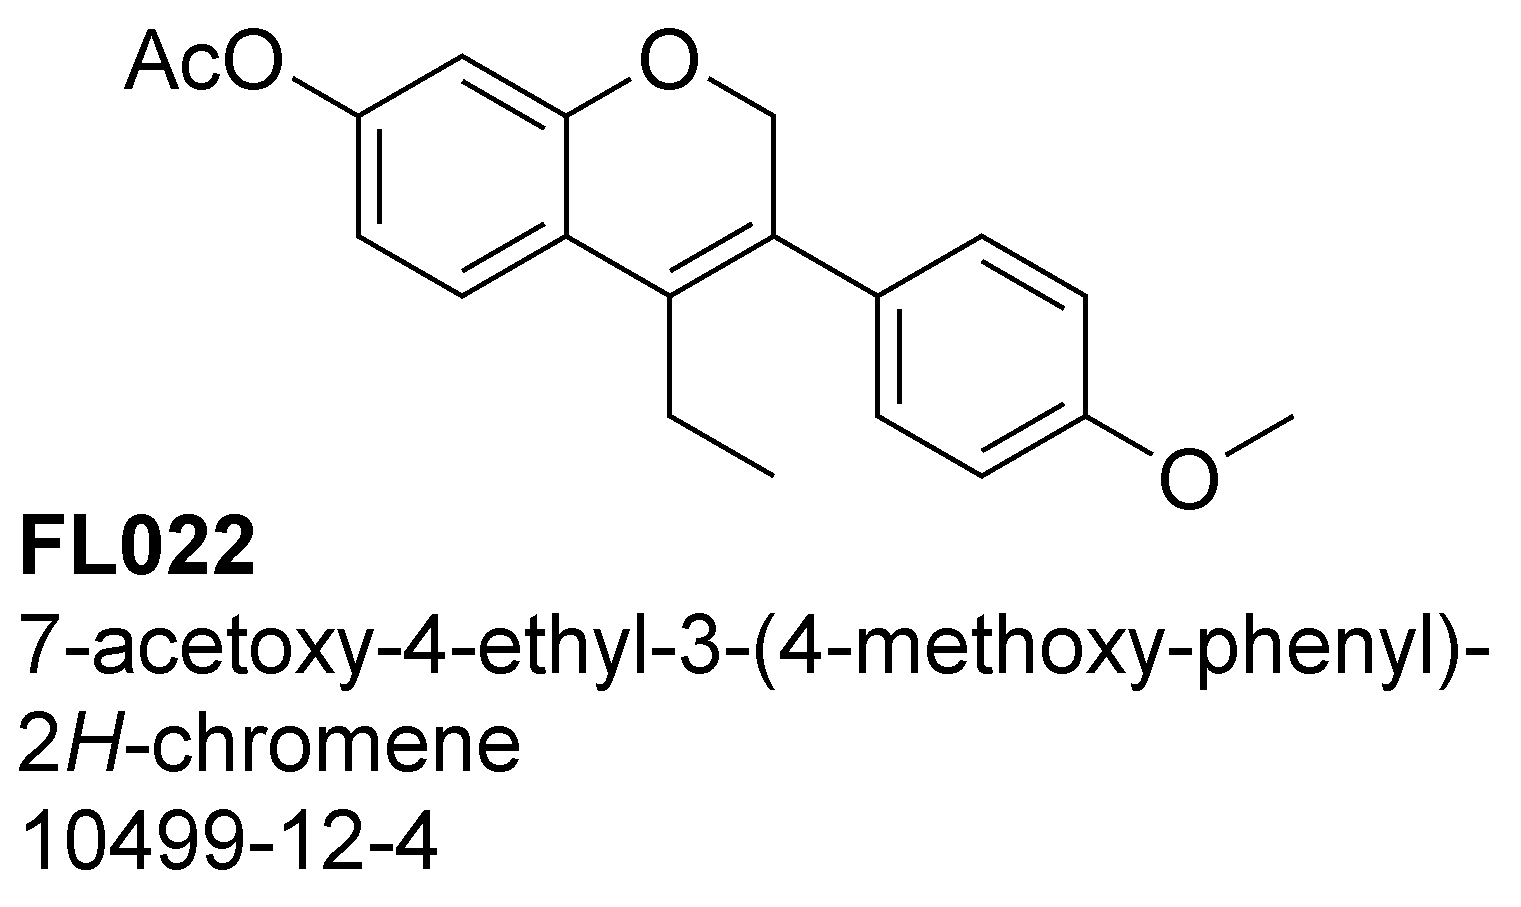 AcO
O
O
FL022
7-acetoxy-4-ethyl-3-(4-methoxy-phenyl)-
2H-chromene
10499-12-4